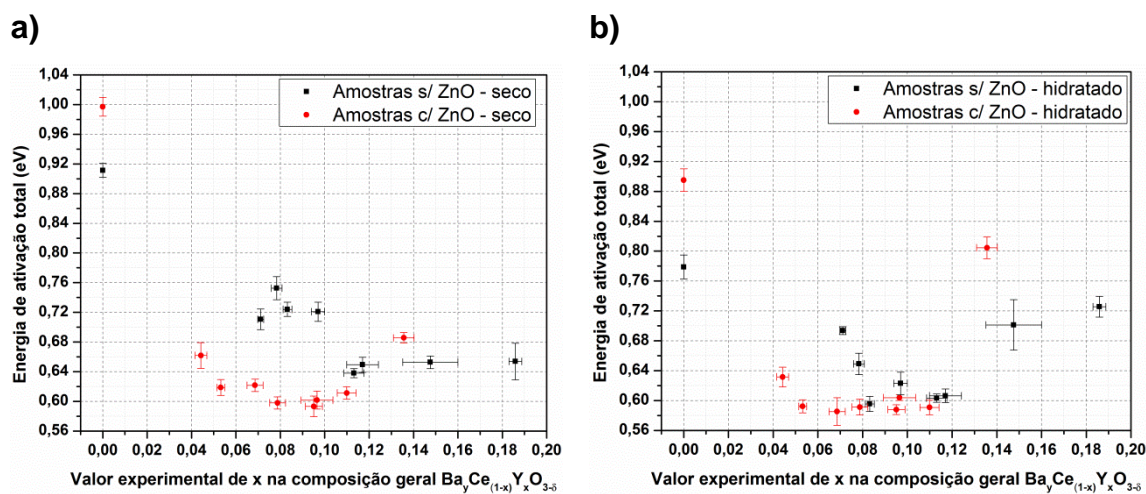 a)
1,04
1,00
0,96
0,92
0,88
0,84
0,80
0,76
0,72
0,68
0,64
0,60
0,56
Energia de ativação total (eV)
Amostras s/ ZnO - seco
Amostras c/ ZnO - seco
0,00 0,02 0,04 0,06 0,08 0,10 0,12 0,14 0,16 0,18 0,20
Valor experimental de x na composição geral BayCe(1-x)YxO3-δ
b)
1,04
1,00
0,96
0,92
0,88
0,84
0,80
0,76
0,72
0,68
0,64
0,60
0,56
Energia de ativação total (eV)
Amostras s/ ZnO - hidratado
Amostras c/ ZnO - hidratado
0,00 0,02 0,04 0,06 0,08 0,10 0,12 0,14 0,16 0,18 0,20
Valor experimental de x na composição geral BayCe(1-x)YxO3-δ